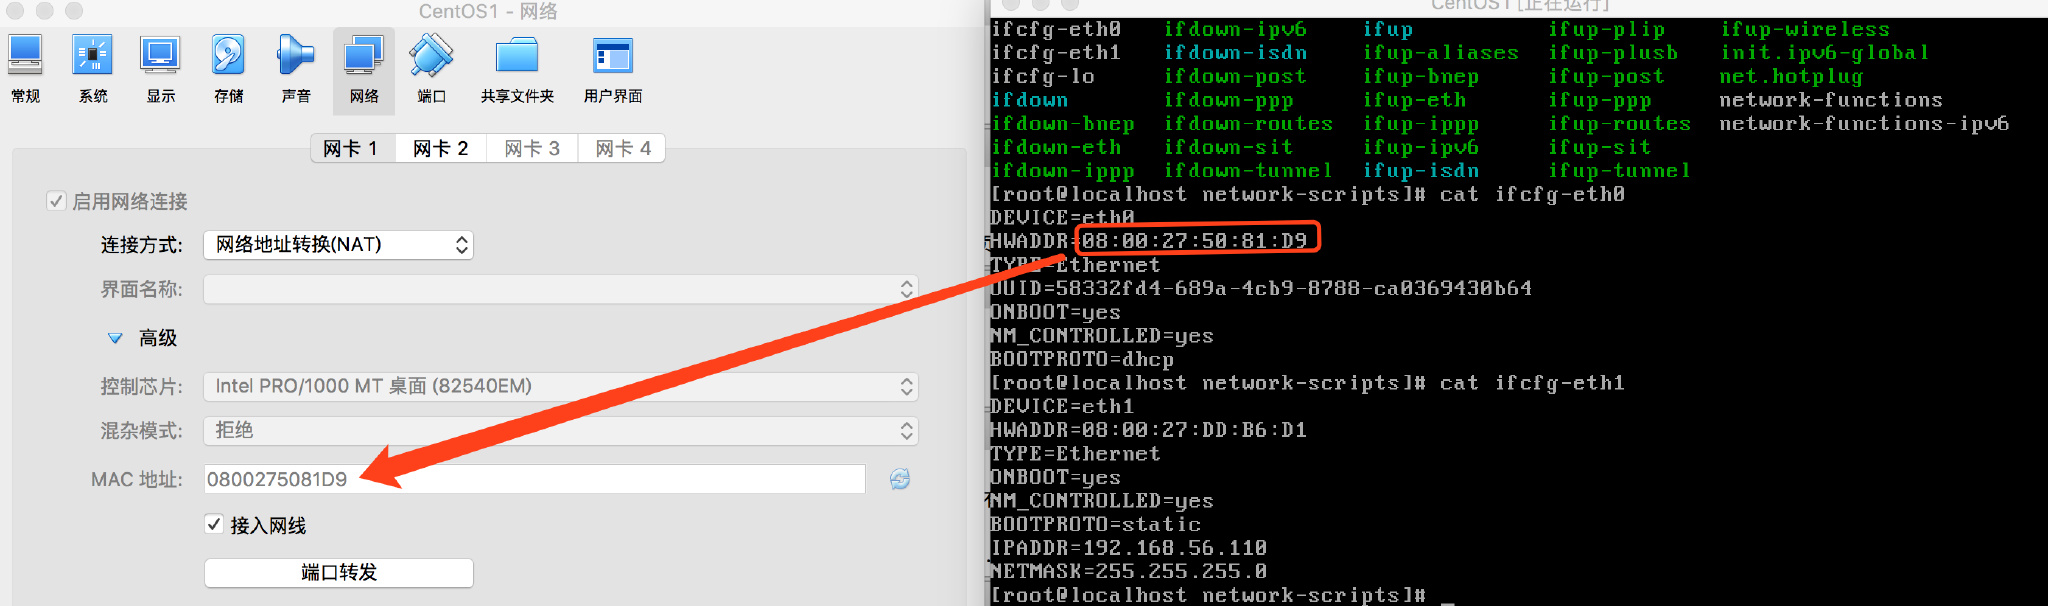 CentOS1 - 网络
常规 系统 显示 存储 声音 网络 端口 共享文件夹 用户界面
网卡 1 网卡 2 网卡 3 网卡 4
启用网络连接
连接方式: 网络地址转换(NAT)
界面名称:
高级
控制芯片: Intel PRO/1000 MT 桌面 (82540EM)
混杂模式: 拒绝
MAC 地址: 0800275081D9
接入网线
端口转发
CentOS1 [正在运行]
ifcfg-eth0 ifdown-ipv6 ifup ifup-plip ifup-wireless
ifcfg-eth1 ifdown-isdn ifup-aliases ifup-plusb init.ipv6-global
ifcfg-lo ifdown-post ifup-bnep ifup-post net.hotplug
ifdown ifdown-ppp ifup-eth ifup-ppp network-functions
ifdown-bnep ifdown-routes ifup-ippp ifup-routes network-functions-ipv6
ifdown-eth ifdown-sit ifup-ipv6 ifup-sit
ifdown-ippp ifdown-tunnel ifup-isdn ifup-tunnel
[root@localhost network-scripts]# cat ifcfg-eth0
DEVICE=eth0
HWADDR=08:00:27:50:81:D9
TYPE=Ethernet
UUID=58332fd4-689a-4cb9-8788-ca0369430b64
ONBOOT=yes
NM_CONTROLLED=yes
BOOTPROTO=dhcp
[root@localhost network-scripts]# cat ifcfg-eth1
DEVICE=eth1
HWADDR=08:00:27:DD:B6:D1
TYPE=Ethernet
ONBOOT=yes
NM_CONTROLLED=yes
BOOTPROTO=static
IPADDR=192.168.56.110
NETMASK=255.255.255.0
[root@localhost network-scripts]# _